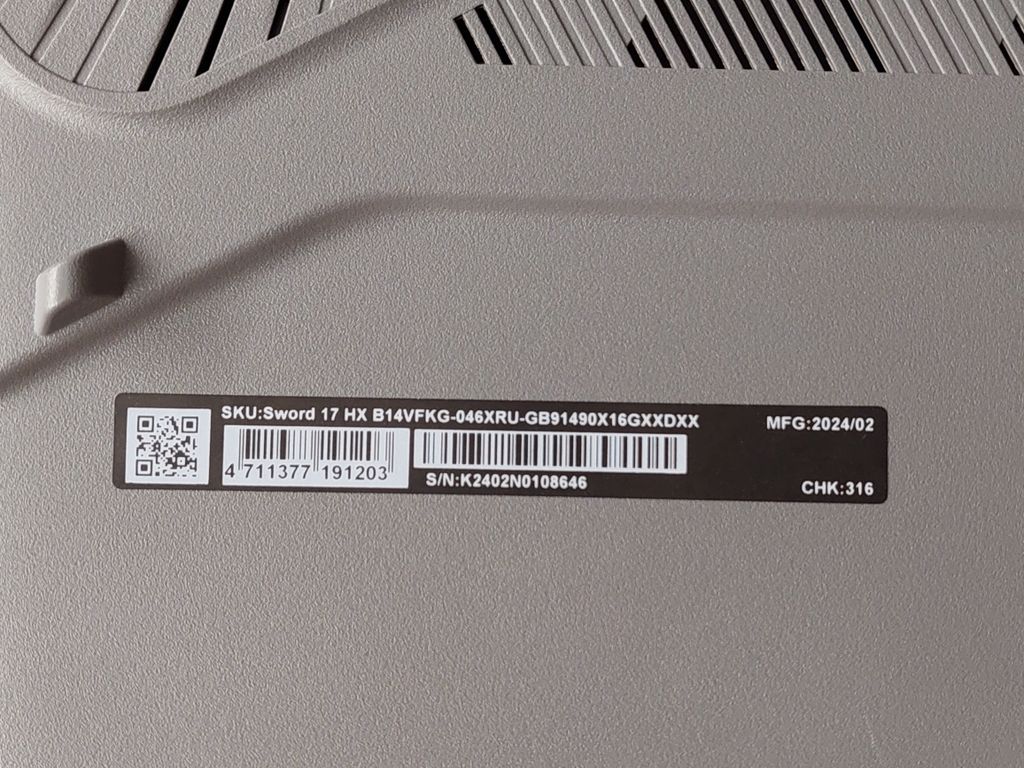 SKU:Sword 17 HX B14VFKG-046XRU-GB91490X16GXXDXX
MFG:2024/02
4 711377 191203
S/N:K2402N0108646
CHK:316